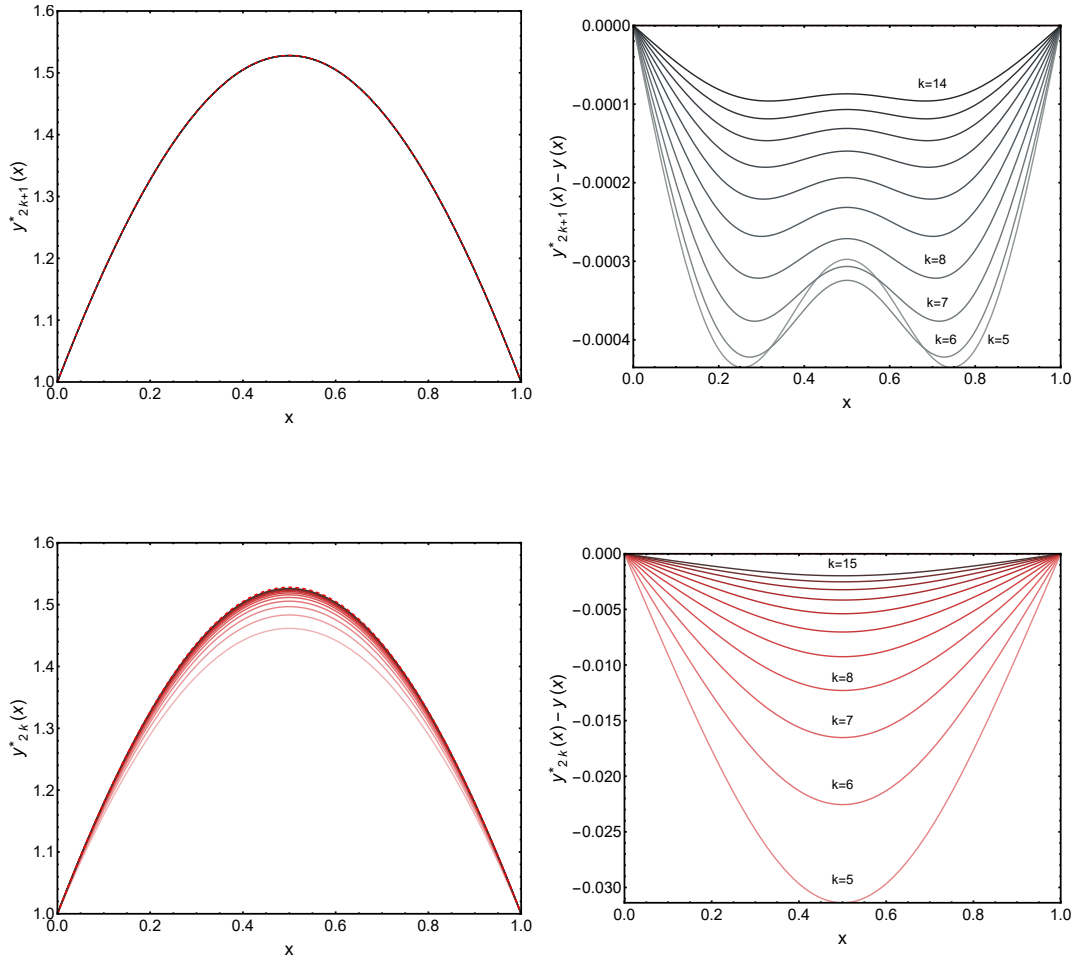 1.6
1.5
1.4
1.3
1.2
1.1
1.0
y*2k+1(x)
0.0
0.2
0.4
0.6
0.8
1.0
x
0.0000
−0.0001
−0.0002
−0.0003
−0.0004
y*2k+1(x) − y(x)
k=14
k=8
k=7
k=6
k=5
0.0
0.2
0.4
0.6
0.8
1.0
x
1.6
1.5
1.4
1.3
1.2
1.1
1.0
y*2k(x)
0.0
0.2
0.4
0.6
0.8
1.0
x
0.000
−0.005
−0.010
−0.015
−0.020
−0.025
−0.030
y*2k(x) − y(x)
k=15
k=8
k=7
k=6
k=5
0.0
0.2
0.4
0.6
0.8
1.0
x